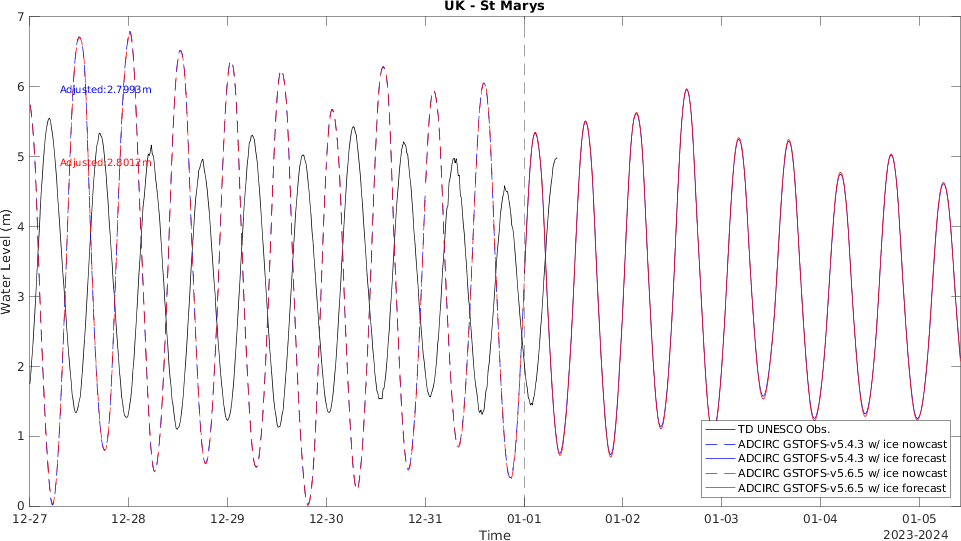 UK - St Marys
7
6
5
4
3
2
1
0
Water Level (m)
Adjusted:2.7993m
Adjusted:2.8012m
TD UNESCO Obs.
ADCIRC GSTOFS-v5.4.3 w/ ice nowcast
ADCIRC GSTOFS-v5.4.3 w/ ice forecast
ADCIRC GSTOFS-v5.6.5 w/ ice nowcast
ADCIRC GSTOFS-v5.6.5 w/ ice forecast
12-27 12-28 12-29 12-30 12-31 01-01 01-02 01-03 01-04 01-05
Time
2023-2024